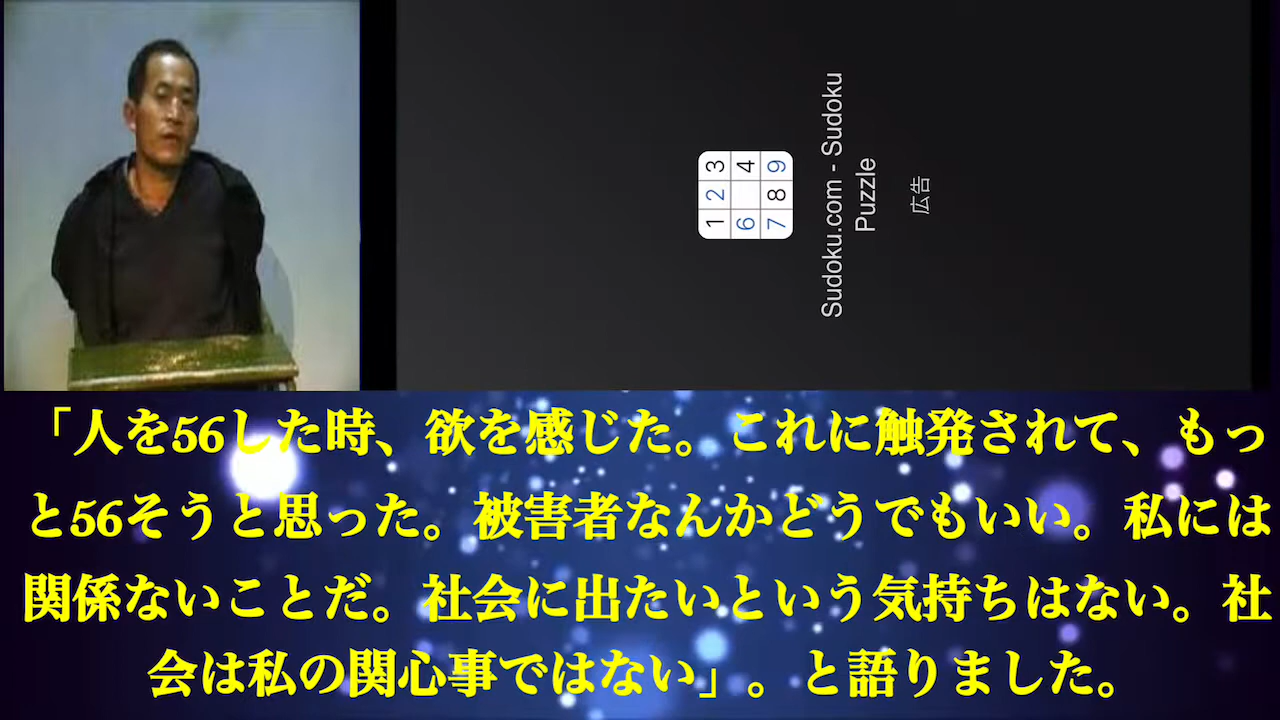 1 2 3
6 4
7 8 9
Sudoku.com - Sudoku
Puzzle
広告
「人を56した時、欲を感じた。これに触発されて、もっ
と56そうと思った。被害者なんかどうでもいい。私には
関係ないことだ。社会に出たいという気持ちはない。社
会は私の関心事ではない」。と語りました。